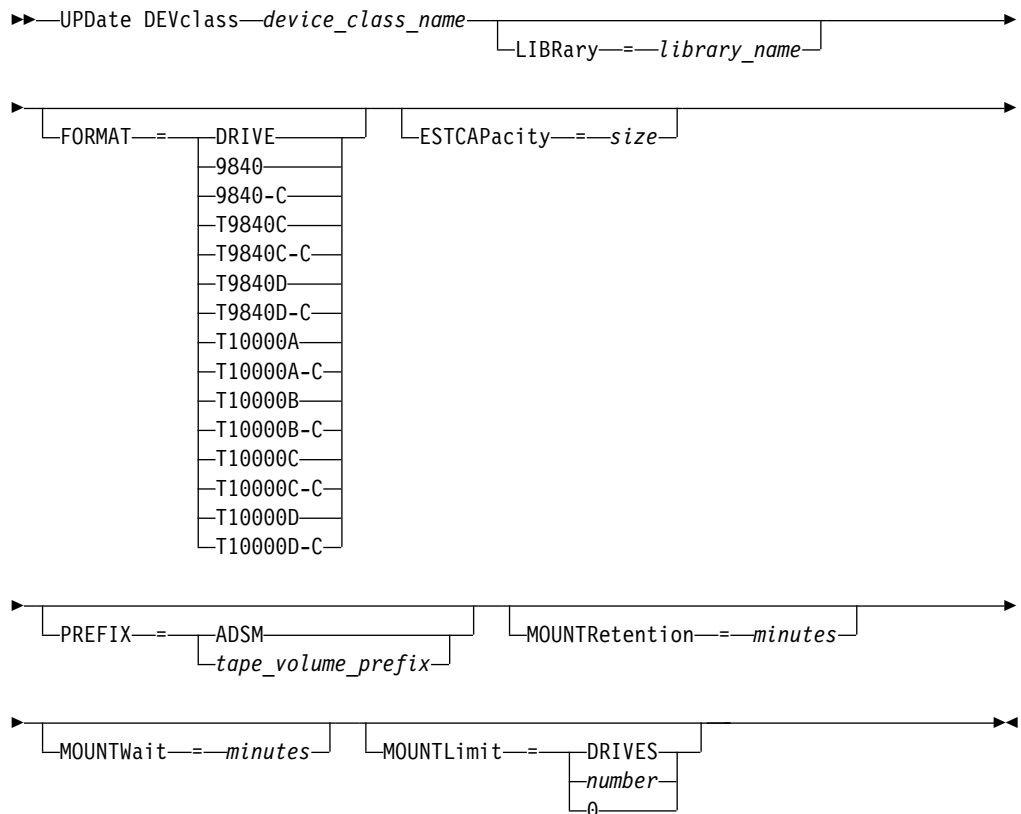 UPDate DEVclass device_class_name
LIBRary = library_name
FORMAT = DRIVE
9840
9840-C
T9840C
T9840C-C
T9840D
T9840D-C
T10000A
T10000A-C
T10000B
T10000B-C
T10000C
T10000C-C
T10000D
T10000D-C
ESTCAPacity = size
PREFIX = ADSM
tape_volume_prefix
MOUNTRetention = minutes
MOUNTWait = minutes
MOUNTLimit = DRIVES
number
0